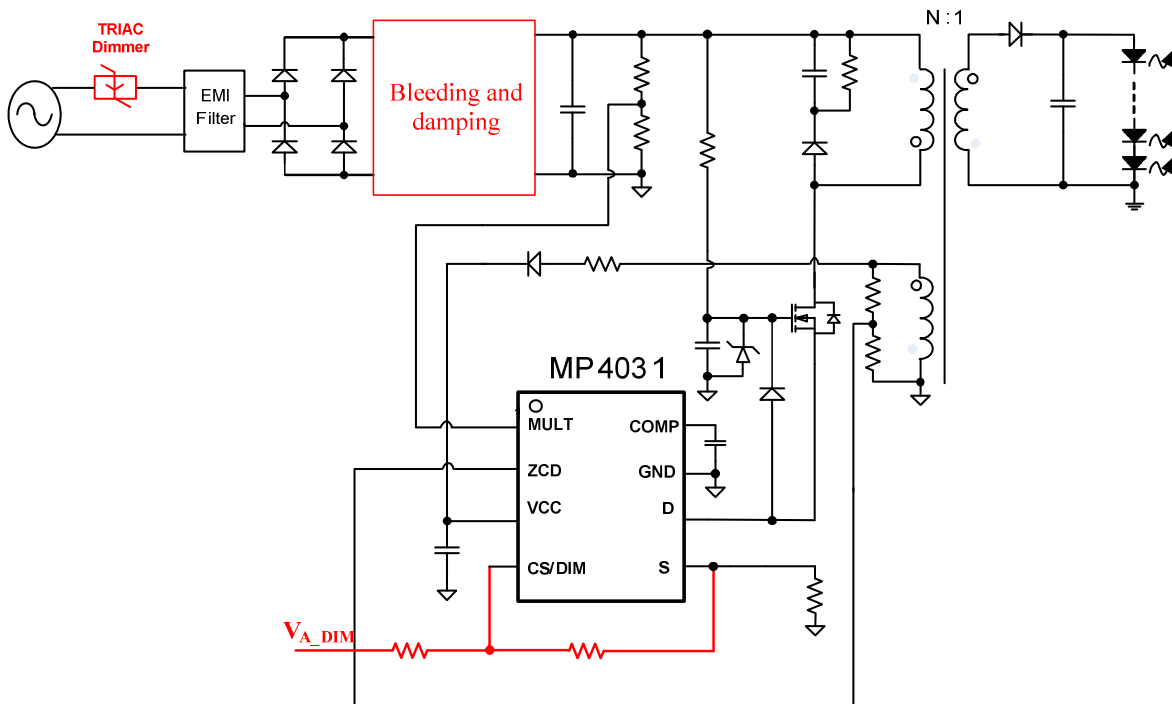 N : 1
TRIAC
Dimmer
EMI
Filter
Bleeding and
damping
MP4031
MULT
COMP
ZCD
GND
VCC
D
CS/DIM
S
VA_DIM